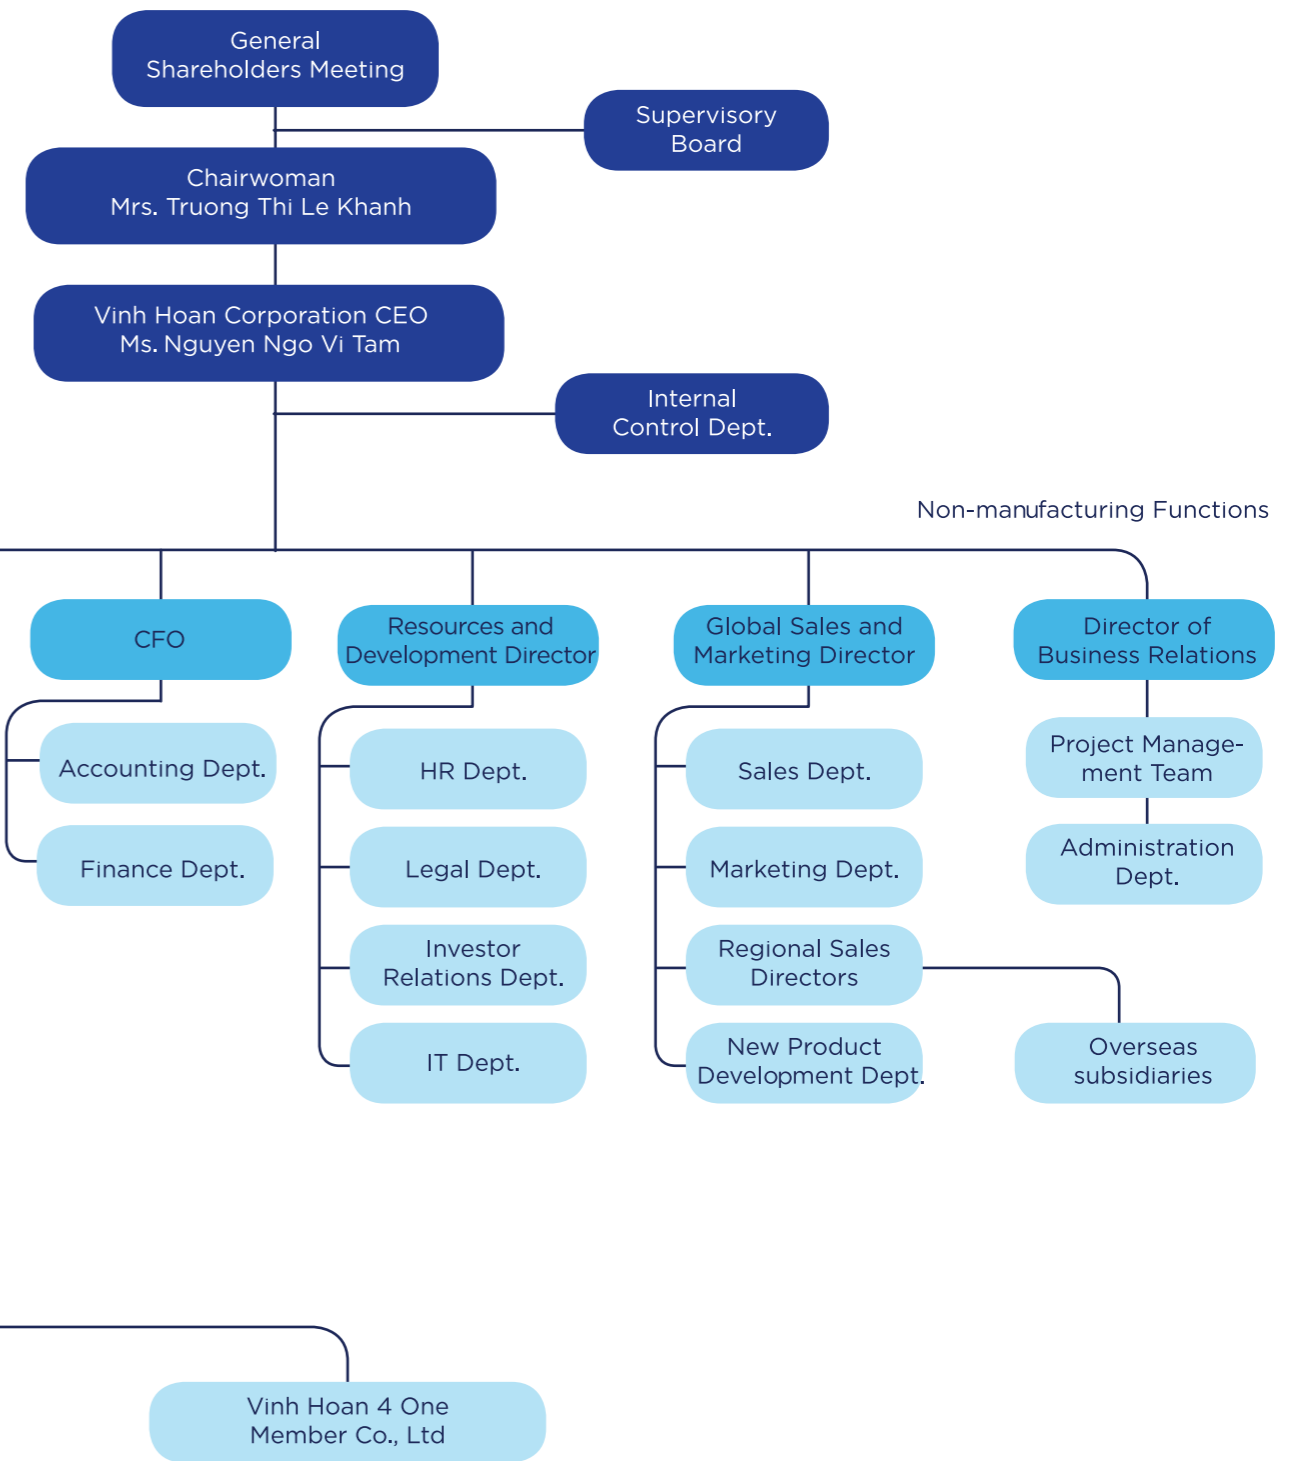 General
Shareholders Meeting
Supervisory
Board
Chairwoman
Mrs. Truong Thi Le Khanh
Vinh Hoan Corporation CEO
Ms. Nguyen Ngo Vi Tam
Internal
Control Dept.
Non-manufacturing Functions
CFO
Accounting Dept.
Finance Dept.
Resources and
Development Director
HR Dept.
Legal Dept.
Investor
Relations Dept.
IT Dept.
Global Sales and
Marketing Director
Sales Dept.
Marketing Dept.
Regional Sales
Directors
New Product
Development Dept.
Director of
Business Relations
Project Manage-
ment Team
Administration
Dept.
Overseas
subsidiaries
Vinh Hoan 4 One
Member Co., Ltd